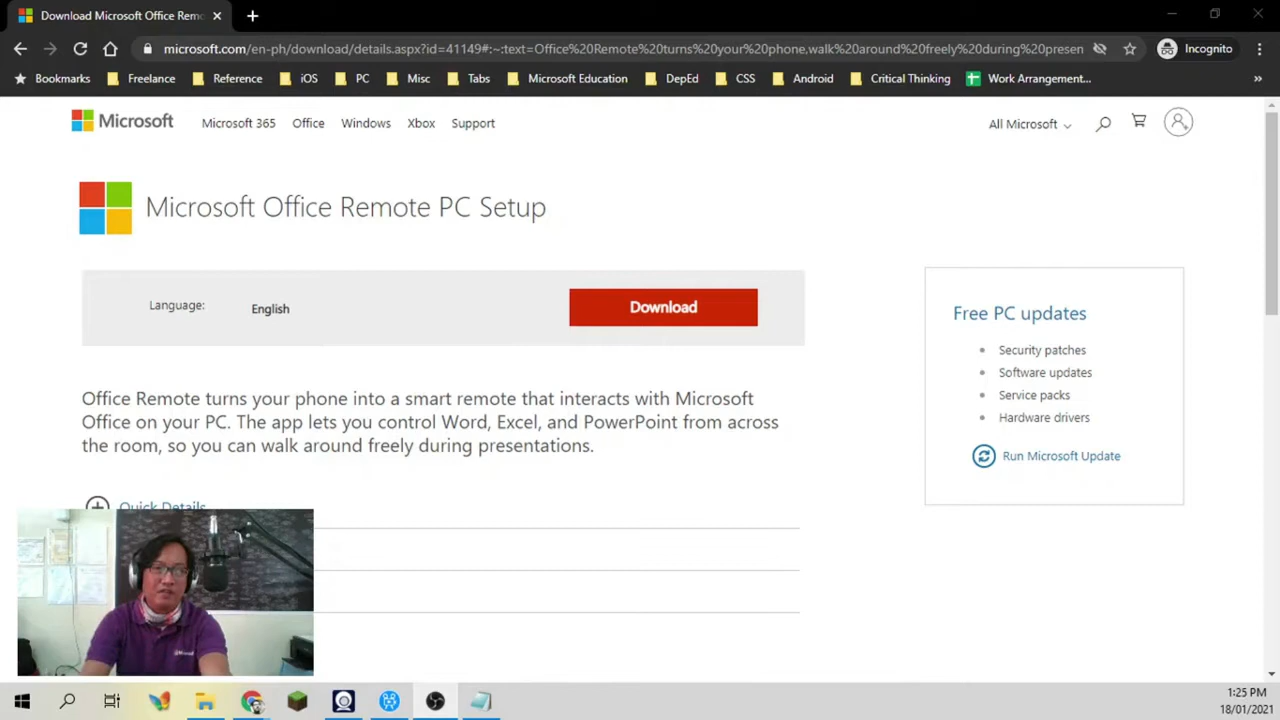 Download Microsoft Office Remo
microsoft.com/en-ph/download/details.aspx?id=41149#:~:text=Office%20Remote%20turns%20your%20phone,walk%20around%20freely%20during%20presen
Incognito
Bookmarks Freelance Reference iOS PC Misc Tabs Microsoft Education DepEd CSS Android Critical Thinking Work Arrangement... »
Microsoft Microsoft 365 Office Windows Xbox Support All Microsoft
Microsoft Office Remote PC Setup
Language: English Download
Free PC updates
Security patches
Software updates
Service packs
Hardware drivers
Run Microsoft Update
Office Remote turns your phone into a smart remote that interacts with Microsoft
Office on your PC. The app lets you control Word, Excel, and PowerPoint from across
the room, so you can walk around freely during presentations.
Quick Details
Microsoft
1:25 PM
18/01/2021